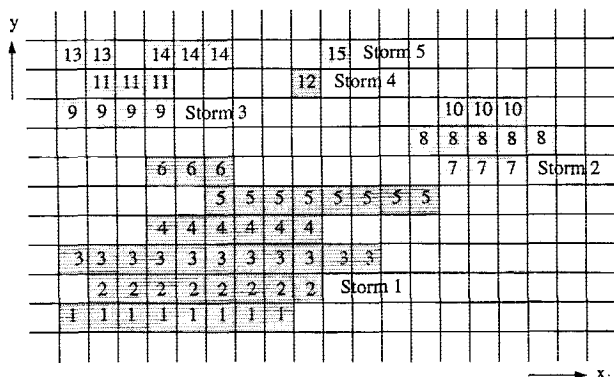 y
13 13 14 14 14 15 Storm 5
11 11 11 12 Storm 4
9 9 9 9 Storm 3 10 10 10
8 8 8 8 8
6 6 6 7 7 7 Storm 2
5 5 5 5 5 5 5 5
4 4 4 4 4 4
3 3 3 3 3 3 3 3 3 3 3
2 2 2 2 2 2 2 2 Storm 1
1 1 1 1 1 1 1 1
x